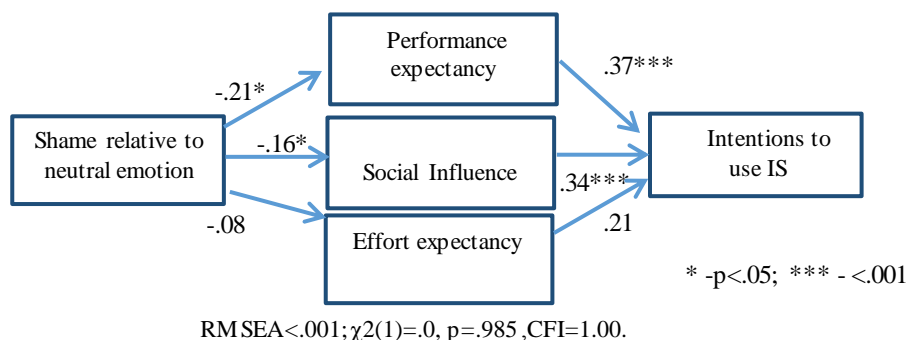 Performance
expectancy
.37***
-.21*
Shame relative to
neutral emotion
-.16*
Social Influence
Intentions to
use IS
.34***
-.08
.21
Effort expectancy
* -p<.05; *** - <.001
RMSEA<.001; χ2(1)=.0, p=.985 ,CFI=1.00.